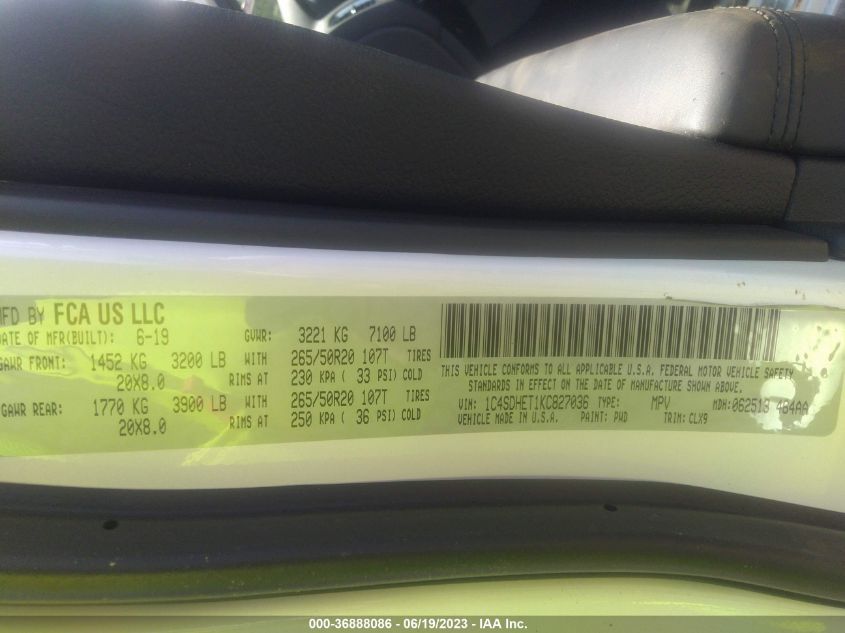 MFD BY FCA US LLC
DATE OF MFR(BUILT): 6-19 GVWR: 3221 KG 7100 LB
GAWR FRONT: 1452 KG 3200 LB WITH 265/50R20 107T TIRES
20X8.0 RIMS AT 230 KPA ( 33 PSI) COLD
GAWR REAR: 1770 KG 3900 LB WITH 265/50R20 107T TIRES
20X8.0 RIMS AT 250 KPA ( 36 PSI) COLD
THIS VEHICLE CONFORMS TO ALL APPLICABLE U.S.A. FEDERAL MOTOR VEHICLE SAFETY
STANDARDS IN EFFECT ON THE DATE OF MANUFACTURE SHOWN ABOVE.
VIN: 1C4SDHET1KC827036 TYPE: MPV MDH: 062513 464AA
VEHICLE MADE IN U.S.A. PAINT: PWD TRIM: CLX9
000-36888086 - 06/19/2023 - IAA Inc.